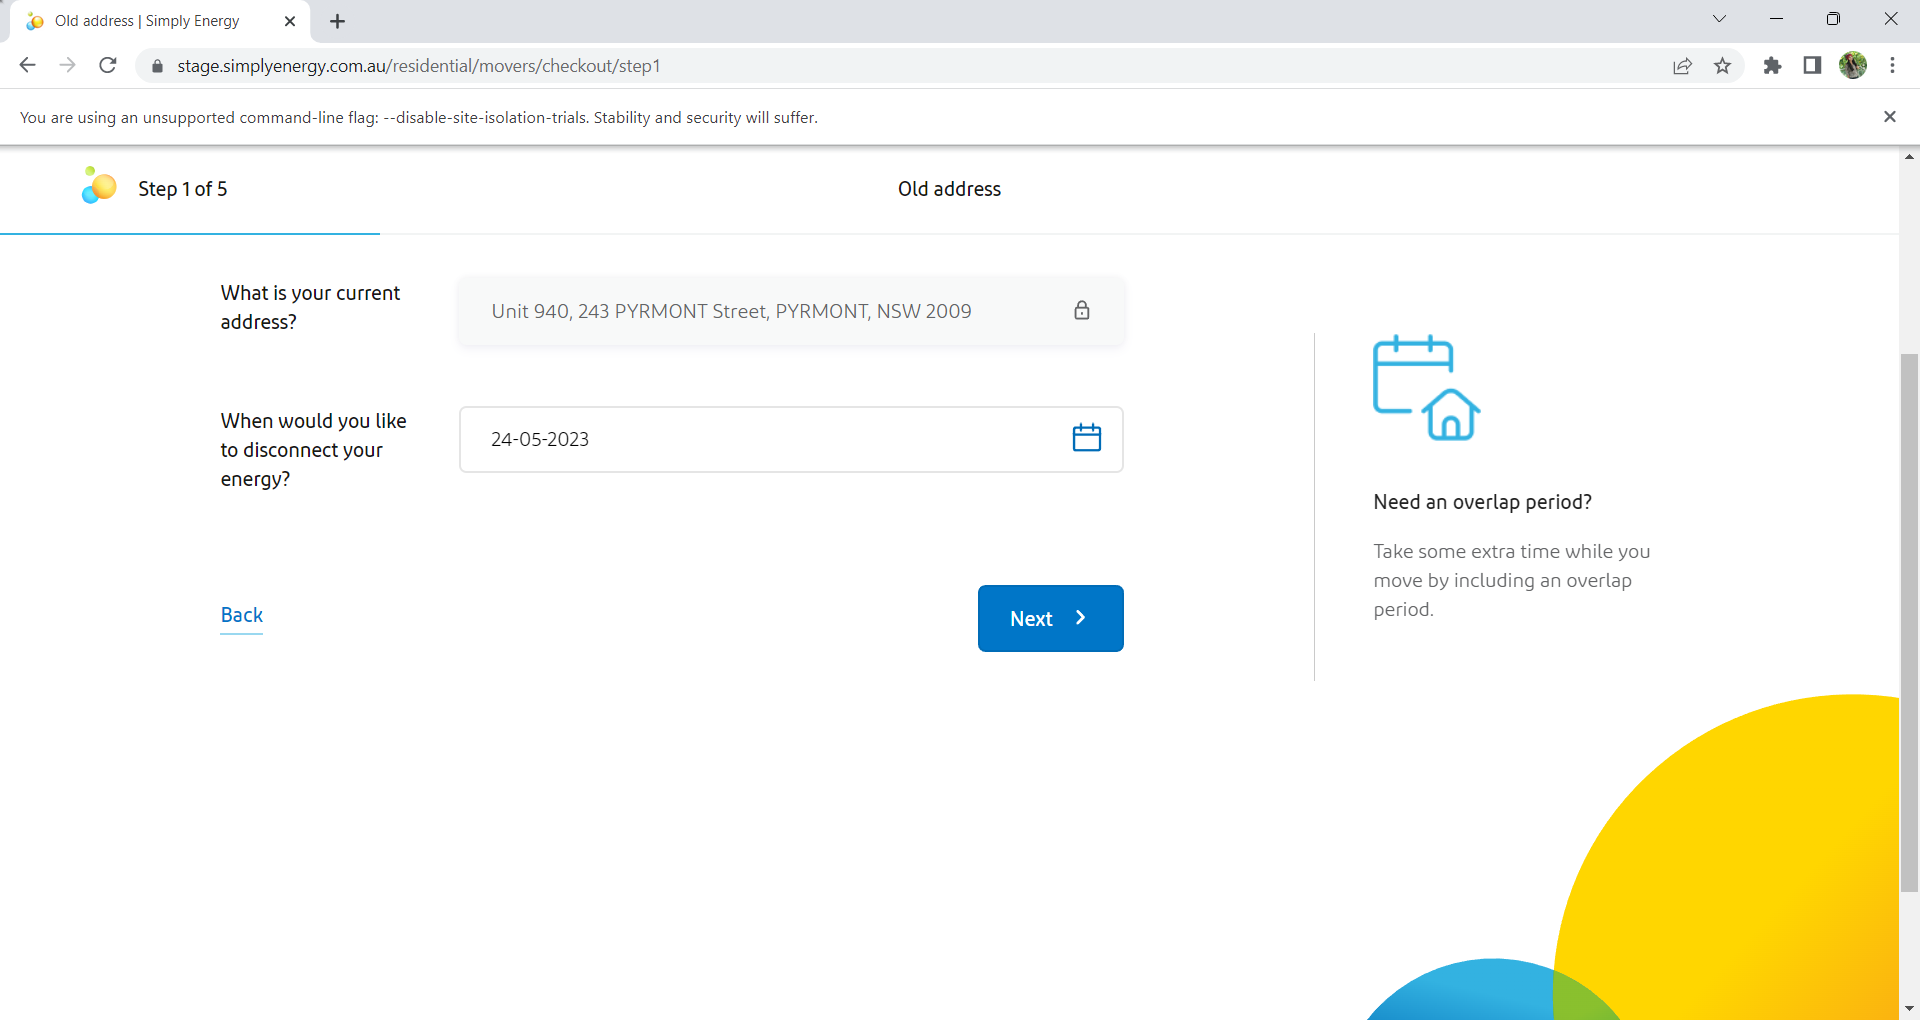 Old address | Simply Energy
stage.simplyenergy.com.au/residential/movers/checkout/step1
You are using an unsupported command-line flag: --disable-site-isolation-trials. Stability and security will suffer.
Step 1 of 5
Old address
What is your current
address?
Unit 940, 243 PYRMONT Street, PYRMONT, NSW 2009
When would you like
to disconnect your
energy?
24-05-2023
Back
Next
Need an overlap period?
Take some extra time while you
move by including an overlap
period.